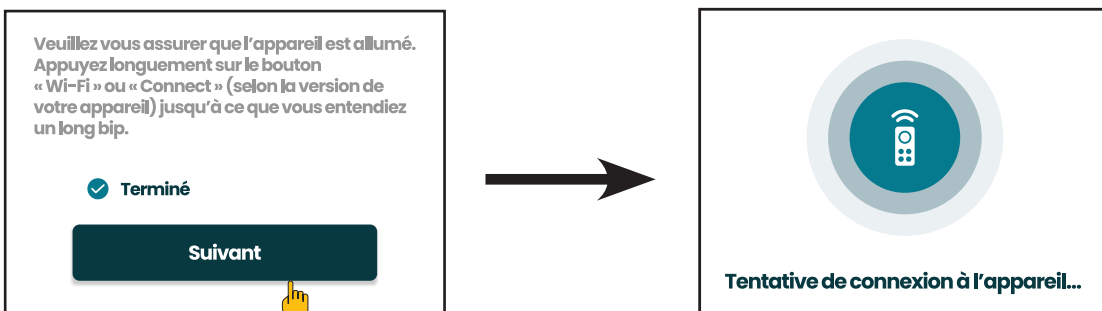 Veuillez vous assurer que l'appareil est allumé.
Appuyez longuement sur le bouton
« Wi-Fi » ou « Connect » (selon la version de
votre appareil) jusqu'à ce que vous entendiez
un long bip.
Terminé
Suivant
Tentative de connexion à l'appareil...